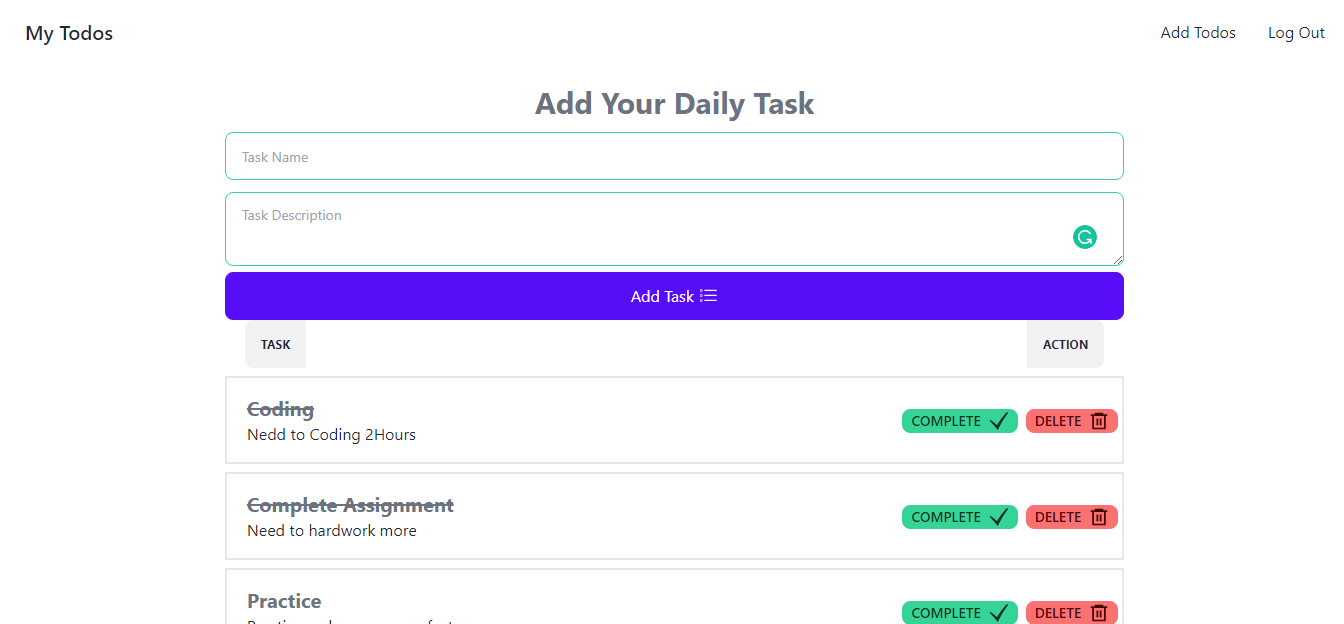 My Todos
Add Todos
Log Out
Add Your Daily Task
Task Name
Task Description
Add Task
TASK
ACTION
Coding
Nedd to Coding 2Hours
COMPLETE
DELETE
Complete Assignment
Need to hardwork more
COMPLETE
DELETE
Practice
COMPLETE
DELETE